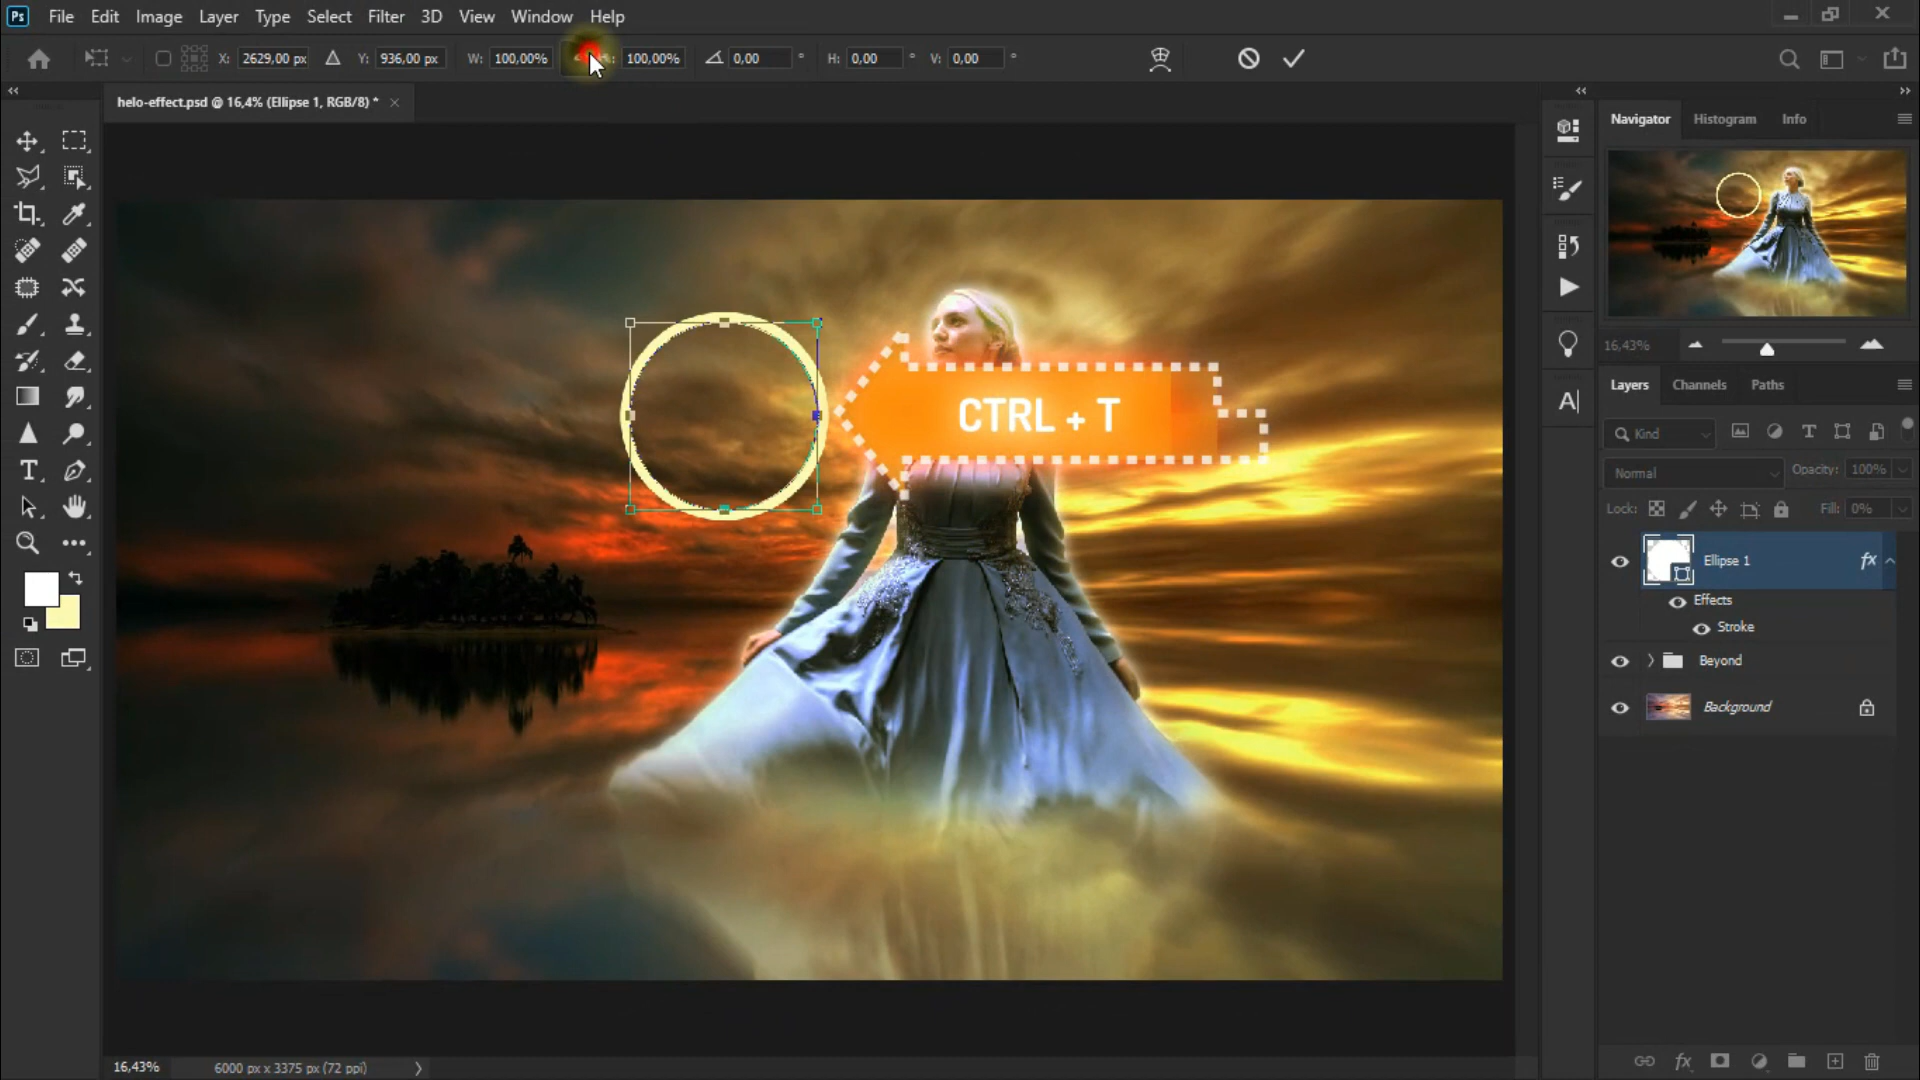 Ps File Edit Image Layer Type Select Filter 3D View Window Help
X: 2629,00 px Y: 936,00 px W: 100,00% 100,00% 0,00 ° H: 0,00 ° V: 0,00 °
helo-effect.psd @ 16,4% (Ellipse 1, RGB/8) *
Navigator Histogram Info
16,43%
Layers Channels Paths
Kind
Normal Opacity: 100%
Lock: Fill: 0%
Ellipse 1 fx
Effects
Stroke
Beyond
Background
CTRL + T
16,43% 6000 px x 3375 px (72 ppi)
fx